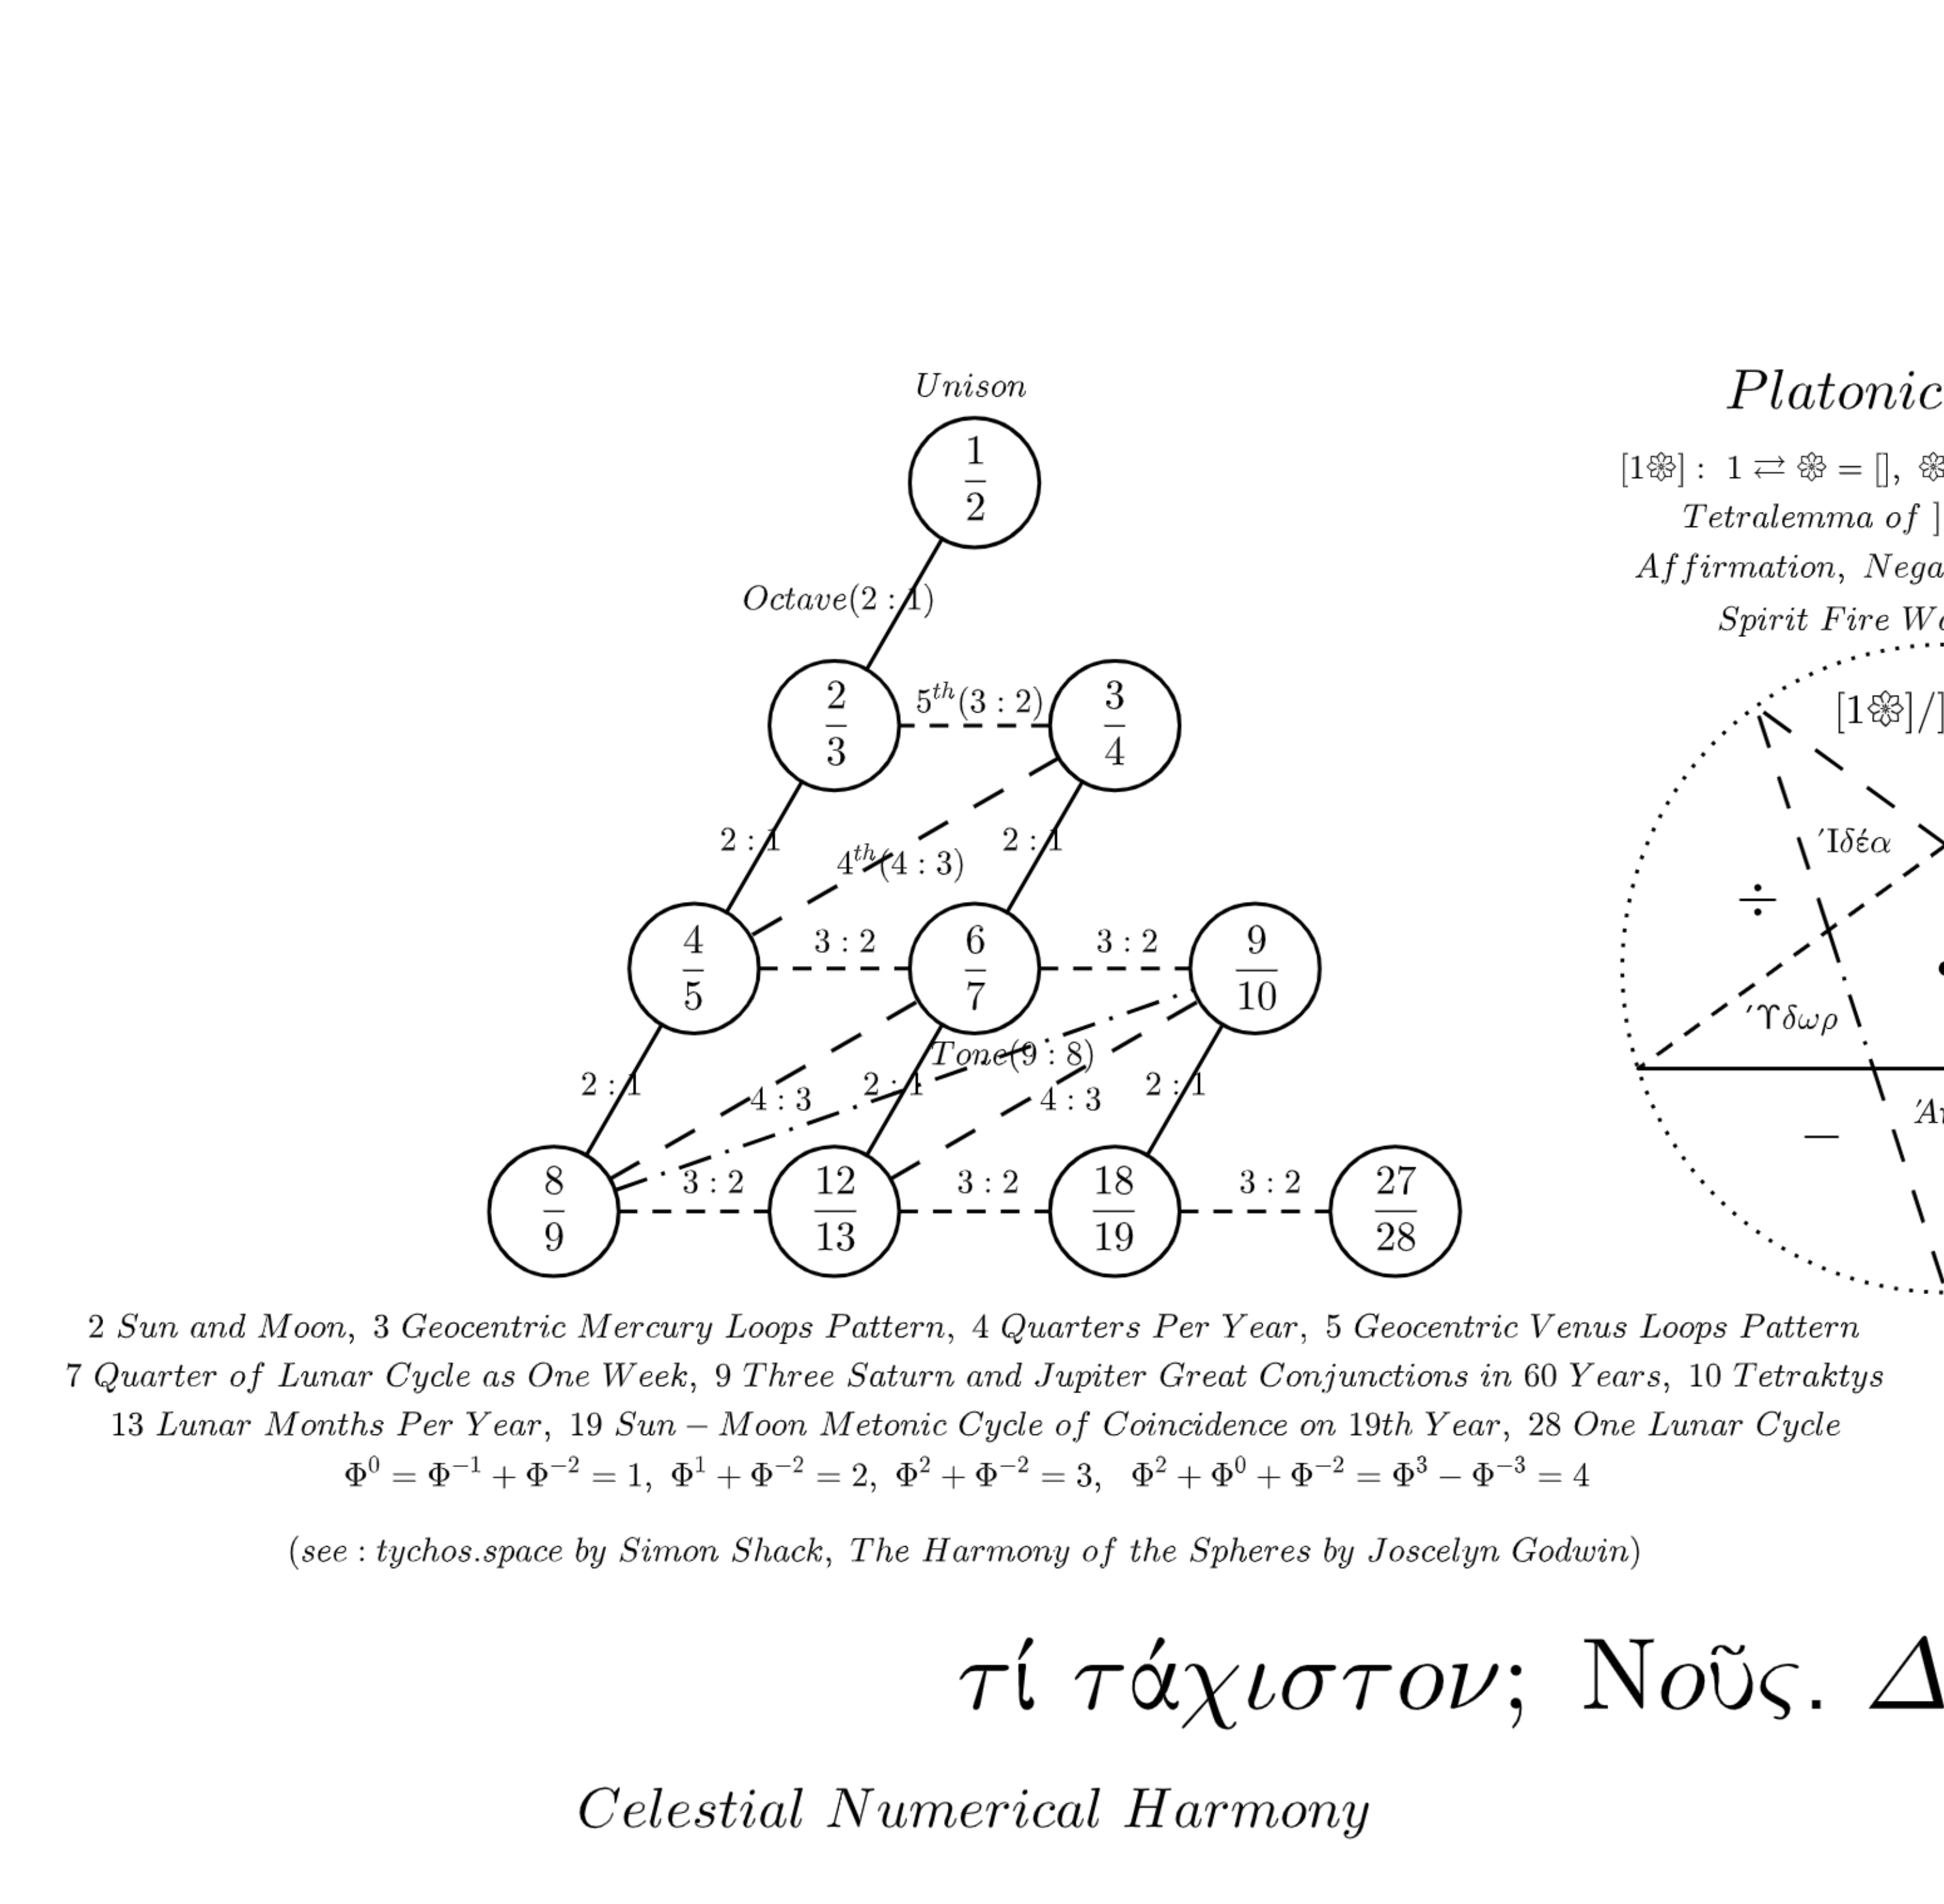 Unison
1/2
Octave(2 : 1)
2/3 5^{th}(3 : 2) 3/4
2 : 1 4^{th}(4 : 3) 2 : 1
4/5 3 : 2 6/7 3 : 2 9/10
Tone(9 : 8)
2 : 1 4 : 3 2 : 1 4 : 3 2 : 1
8/9 3 : 2 12/13 3 : 2 18/19 3 : 2 27/28
2 Sun and Moon, 3 Geocentric Mercury Loops Pattern, 4 Quarters Per Year, 5 Geocentric Venus Loops Pattern
7 Quarter of Lunar Cycle as One Week, 9 Three Saturn and Jupiter Great Conjunctions in 60 Years, 10 Tetraktys
13 Lunar Months Per Year, 19 Sun − Moon Metonic Cycle of Coincidence on 19th Year, 28 One Lunar Cycle
Φ^0 = Φ^{−1} + Φ^{−2} = 1, Φ^1 + Φ^{−2} = 2, Φ^2 + Φ^{−2} = 3, Φ^2 + Φ^0 + Φ^{−2} = Φ^3 − Φ^{−3} = 4
(see : tychos.space by Simon Shack, The Harmony of the Spheres by Joscelyn Godwin)
Platonic
[1❁] : 1 ⇄ ❁ = [], ❁
Tetralemma of ]
Affirmation, Nega
Spirit Fire Wa
[1❁]/]
Ἰδέα
÷
Ὕδωρ
−
τί τάχιστον; Νοῦς. Δ
Celestial Numerical Harmony